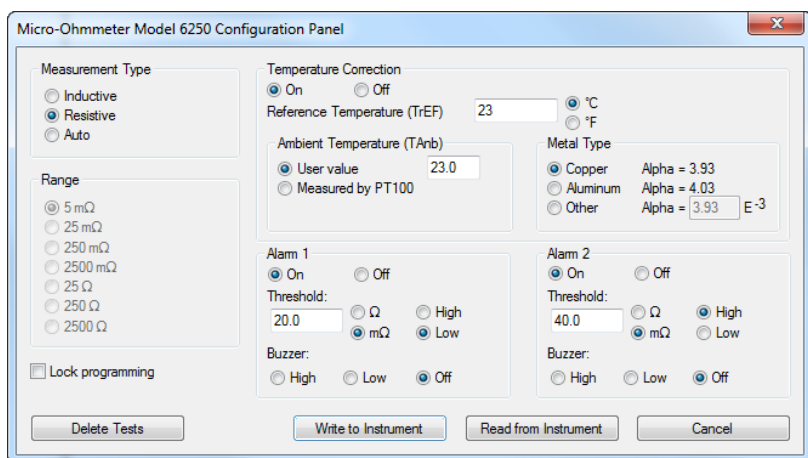 Micro-Ohmmeter Model 6250 Configuration Panel
Measurement Type
Inductive
Resistive
Auto
Range
5 mΩ
25 mΩ
250 mΩ
2500 mΩ
25 Ω
250 Ω
2500 Ω
Lock programming
Temperature Correction
On Off
Reference Temperature (TrEF) 23 °C
°F
Ambient Temperature (TAnb)
User value 23.0
Measured by PT100
Metal Type
Copper Alpha = 3.93
Aluminum Alpha = 4.03
Other Alpha = 3.93 E-3
Alarm 1
On Off
Threshold:
20.0 Ω High
mΩ Low
Buzzer:
High Low Off
Alarm 2
On Off
Threshold:
40.0 Ω High
mΩ Low
Buzzer:
High Low Off
Delete Tests Write to Instrument Read from Instrument Cancel